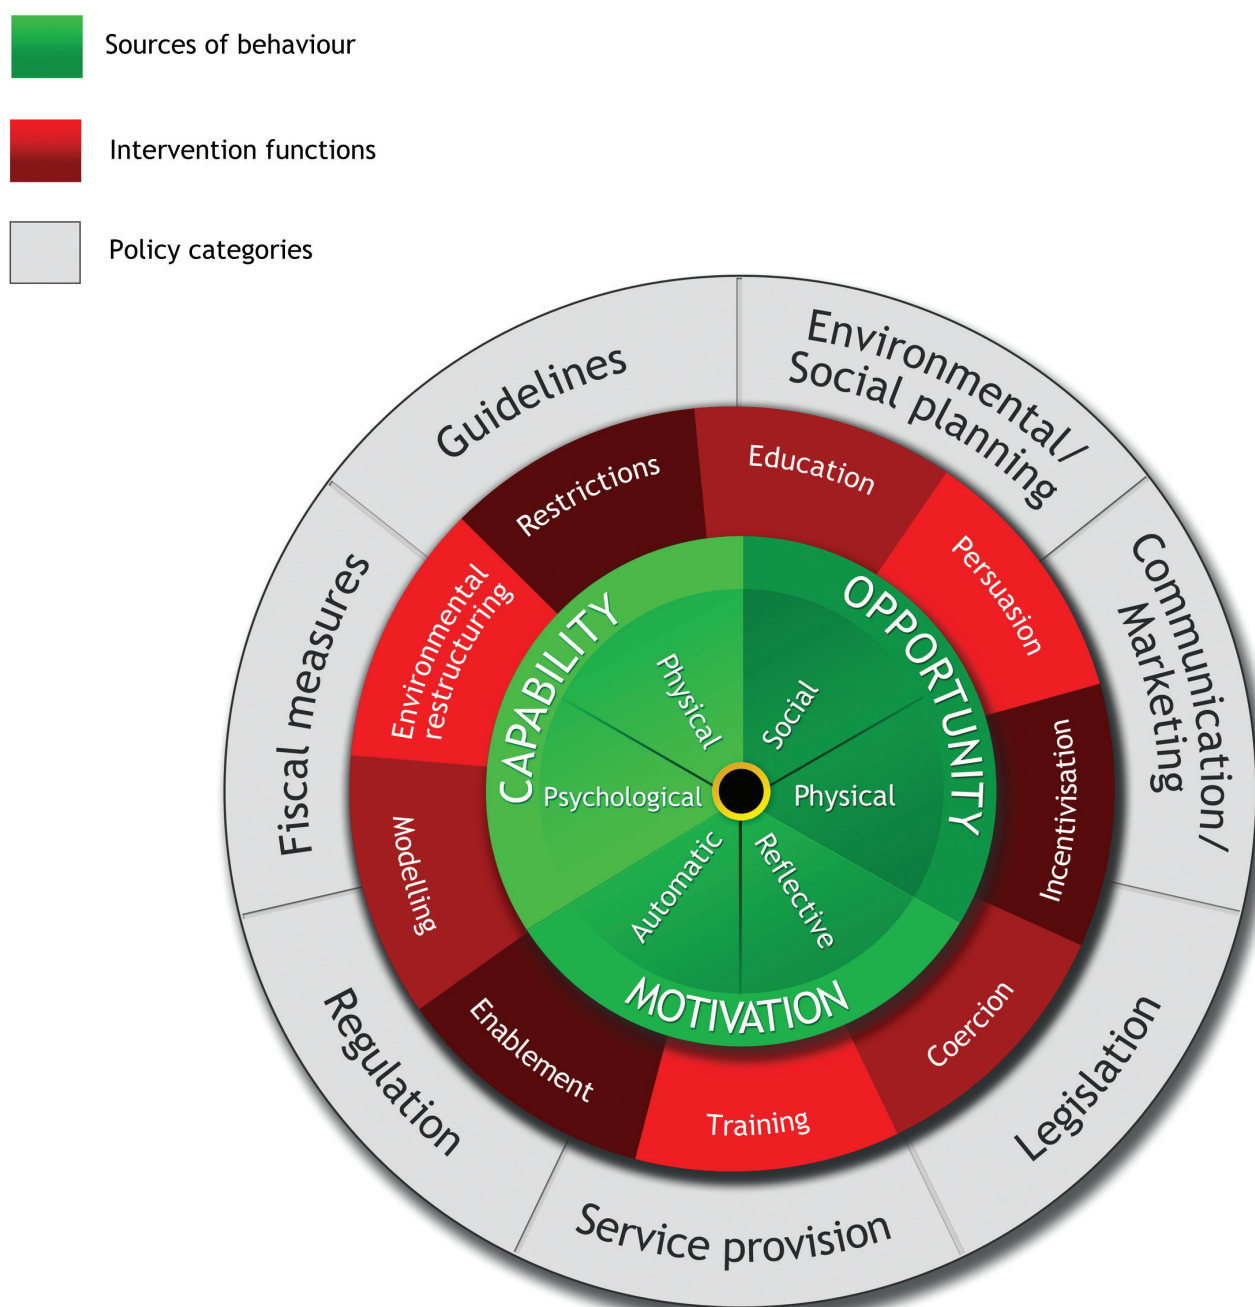 Sources of behaviour
Intervention functions
Policy categories
Environmental/
Social planning
Communication/
Marketing
Legislation
Service provision
Regulation
Fiscal measures
Guidelines
Education
Persuasion
Incentivisation
Coercion
Training
Enablement
Modelling
Environmental
restructuring
Restrictions
CAPABILITY
OPPORTUNITY
MOTIVATION
Physical
Social
Psychological
Physical
Automatic
Reflective